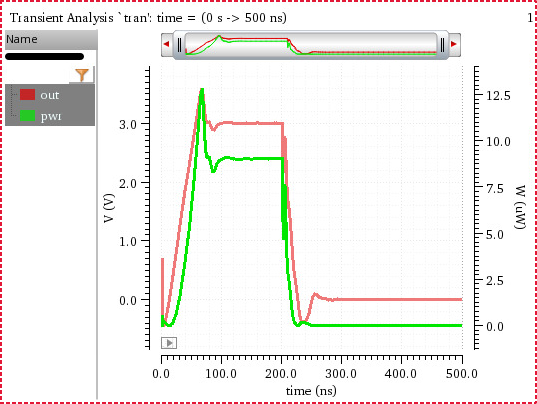 Transient Analysis `tran': time = (0 s -> 500 ns) 1
Name
out
pwr
V (V)
3.0
2.0
1.0
0.0
W (uW)
12.5
10.0
7.5
5.0
2.5
0.0
0.0 100.0 200.0 300.0 400.0 500.0
time (ns)